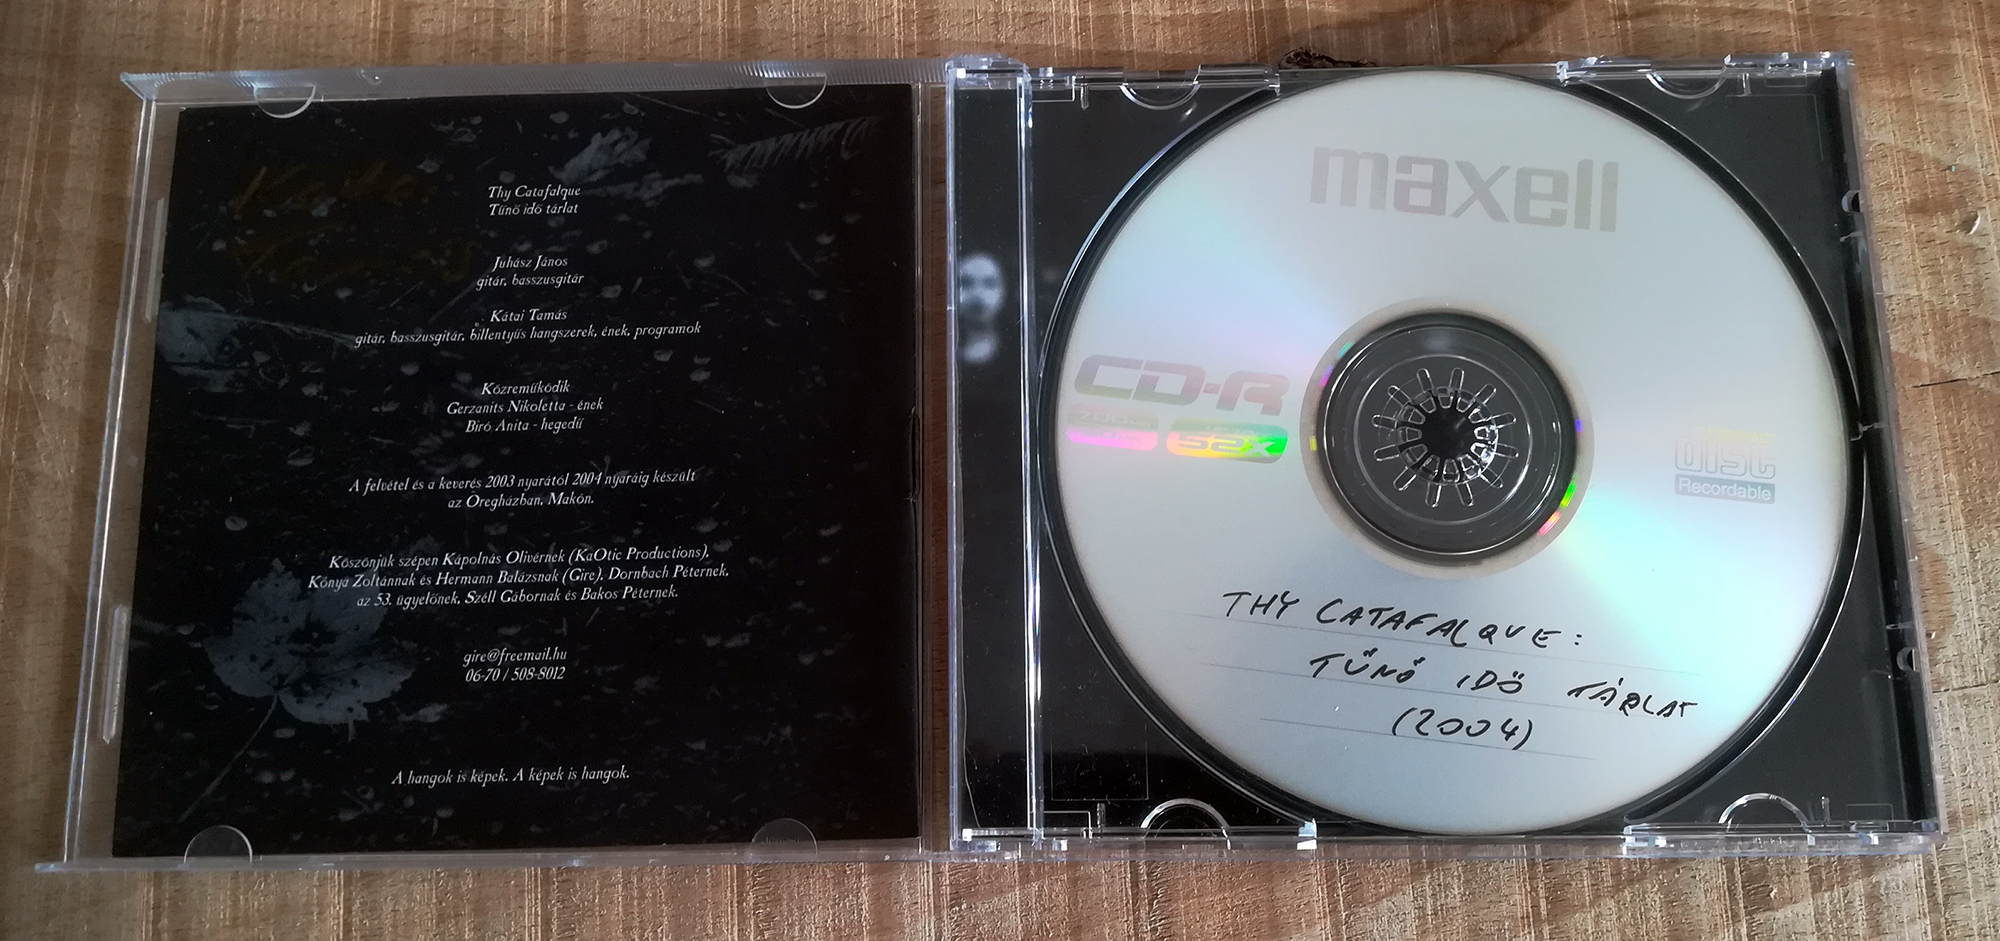 Thy Catafalque
Tűnő idő tárlat
Juhász János
gitár, basszusgitár
Kátai Tamás
gitár, basszusgitár, billentyűs hangszerek, ének, programok
Közreműködik
Gerzanits Nikoletta - ének
Biró Anita - hegedű
A felvétel és a keverés 2003 nyarától 2004 nyaráig készült
az Öregházban, Makón.
Köszönjük szépen Kápolnás Olivérnek (KaOtic Productions),
Kónya Zoltánnak és Hermann Balázsnak (Gire), Dornbach Péternek,
az 53. ügyelőnek, Széll Gábornak és Bakos Péternek.
gire@freemail.hu
06-70 / 508-8012
A hangok is képek. A képek is hangok.
maxell
CD-R
700
52x
disc
Recordable
THY CATAFALQUE:
TŰNŐ IDŐ TÁRLAT
(2004)